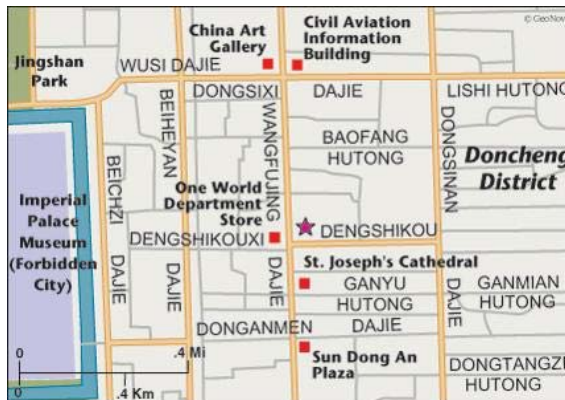 © GeoNov
China Art
Gallery
Civil Aviation
Information
Building
Jingshan
Park
WUSI DAJIE
DONGSIXI
DAJIE
LISHI HUTONG
BEIHEYAN
DAJIE
WANGFUJING
DAJIE
BAOFANG
HUTONG
DONGSINAN
DAJIE
Doncheng
District
BEICHZI
DAJIE
Imperial
Palace
Museum
(Forbidden
City)
One World
Department
Store
DENGSHIKOUXI
DENGSHIKOU
St. Joseph's Cathedral
GANYU
HUTONG
GANMIAN
HUTONG
DONGANMEN
DAJIE
Sun Dong An
Plaza
DONGTANGZI
HUTONG
0
.4 Mi
0
.4 Km